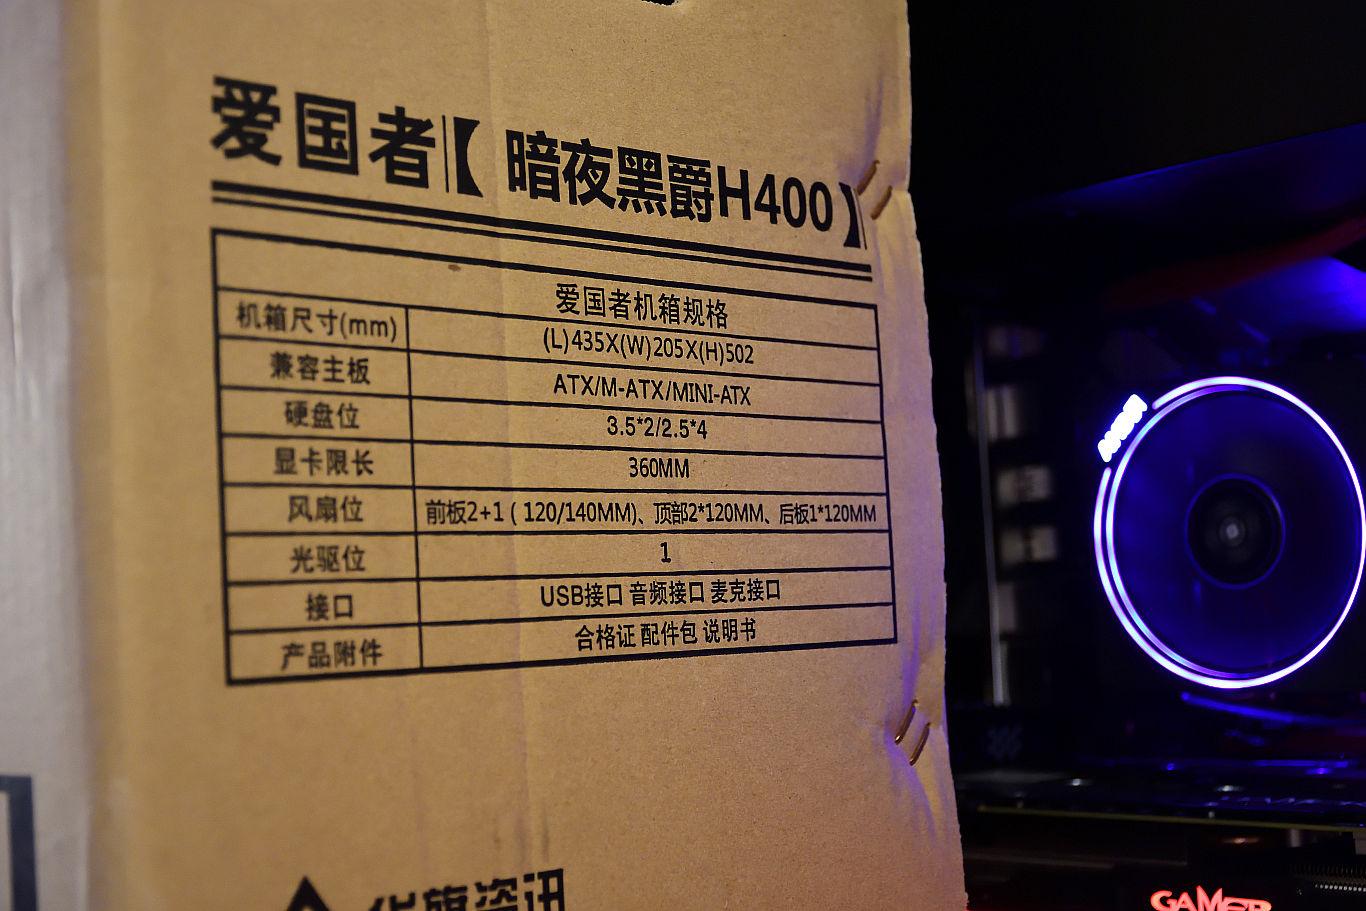 爱国者【暗夜黑爵H400】
爱国者机箱规格
机箱尺寸(mm) (L)435X(W)205X(H)502
兼容主板 ATX/M-ATX/MINI-ATX
硬盘位 3.5*2/2.5*4
显卡限长 360MM
风扇位 前板2+1(120/140MM)、顶部2*120MM、后板1*120MM
光驱位 1
接口 USB接口 音频接口 麦克接口
产品附件 合格证 配件包 说明书
华旗资讯
GAMER